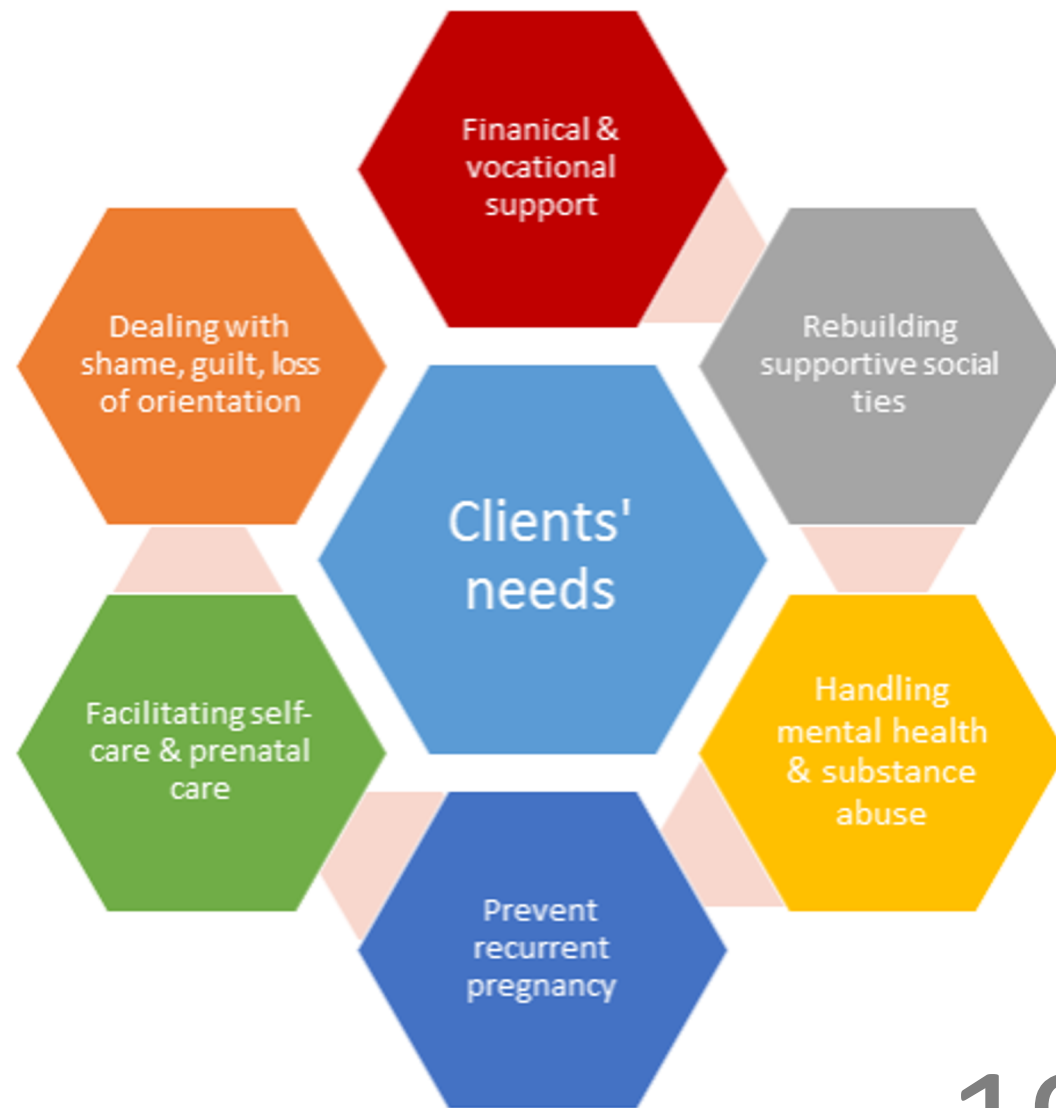 Finanical &
vocational
support
Dealing with
shame, guilt, loss
of orientation
Rebuilding
supportive social
ties
Clients'
needs
Facilitating self-
care & prenatal
care
Handling
mental health
& substance
abuse
Prevent
recurrent
pregnancy